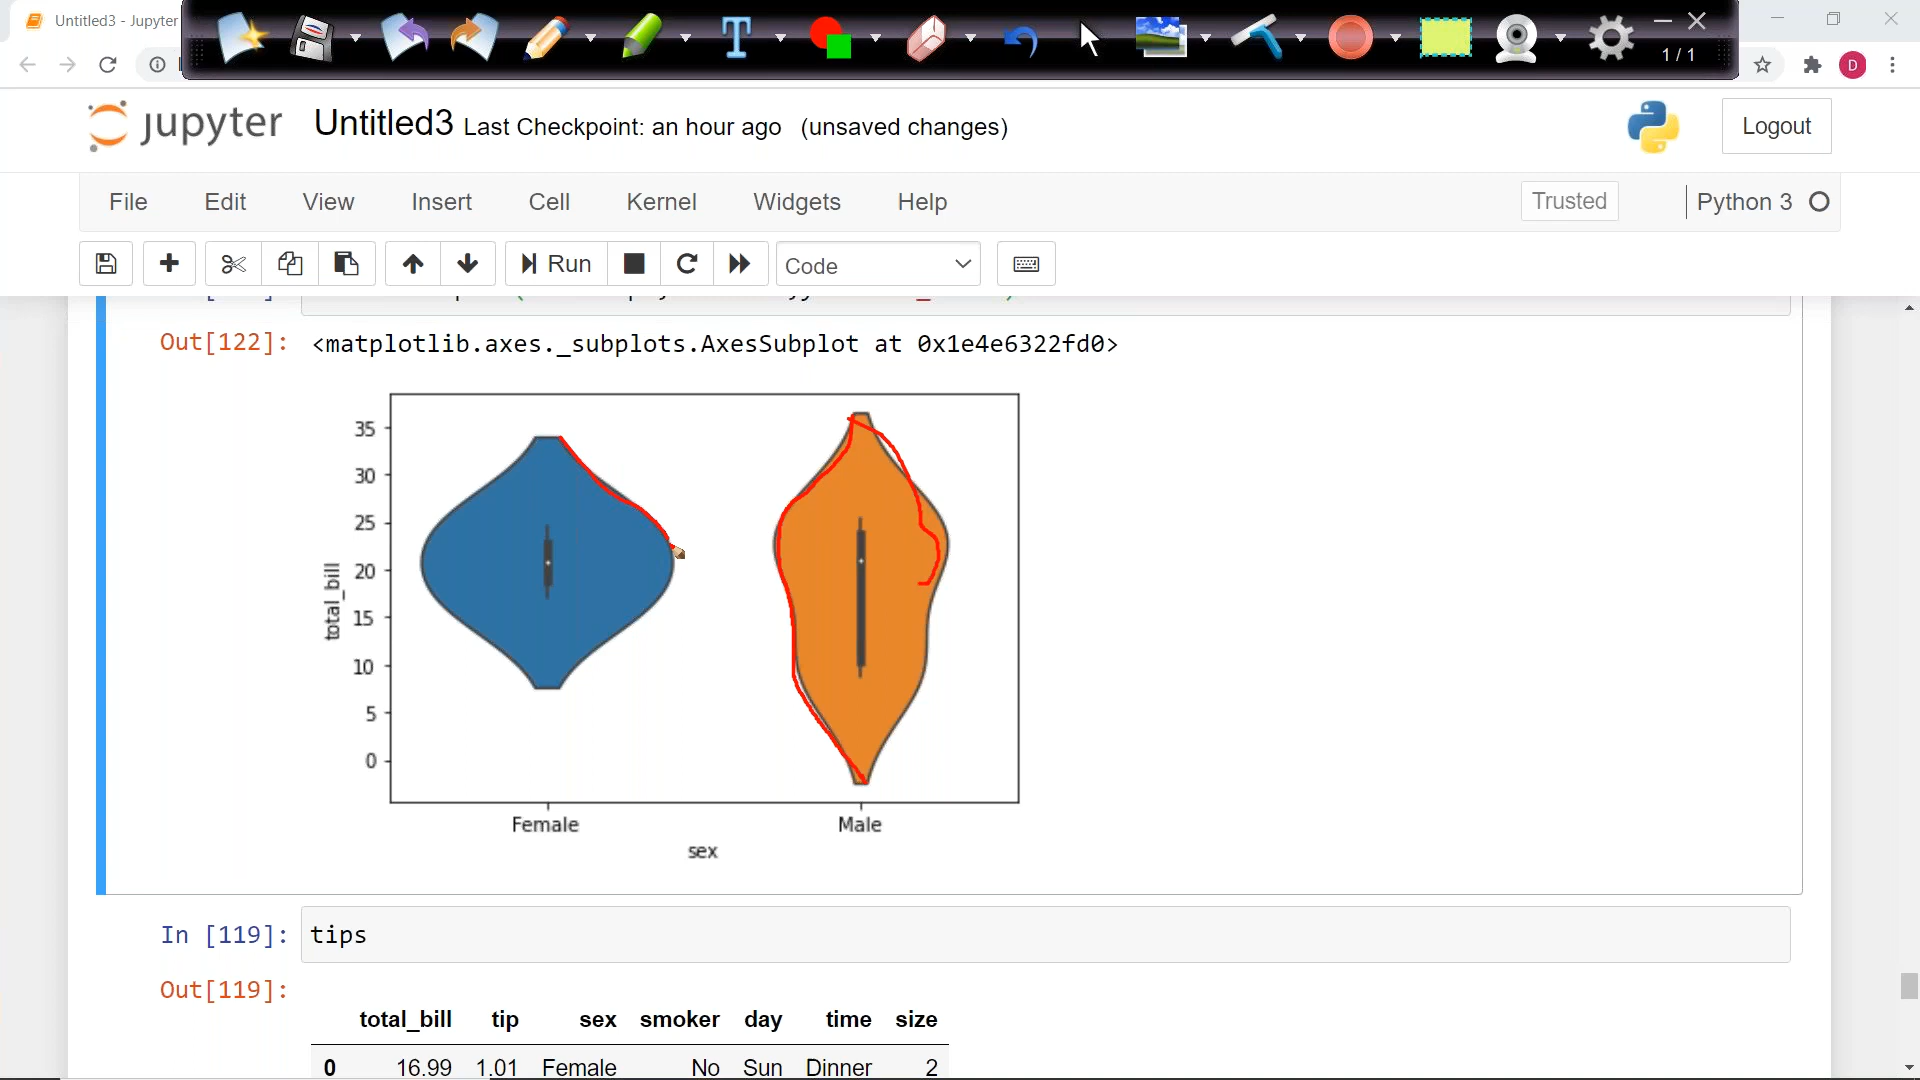 Untitled3 - Jupyter
1 / 1
D
jupyter Untitled3 Last Checkpoint: an hour ago (unsaved changes)
Logout
File Edit View Insert Cell Kernel Widgets Help
Trusted
Python 3
Run
Code
Out[122]: <matplotlib.axes._subplots.AxesSubplot at 0x1e4e6322fd0>
35
30
25
20
15
10
5
0
total_bill
Female Male
sex
In [119]: tips
Out[119]:
total_bill tip sex smoker day time size
0 16.99 1.01 Female No Sun Dinner 2